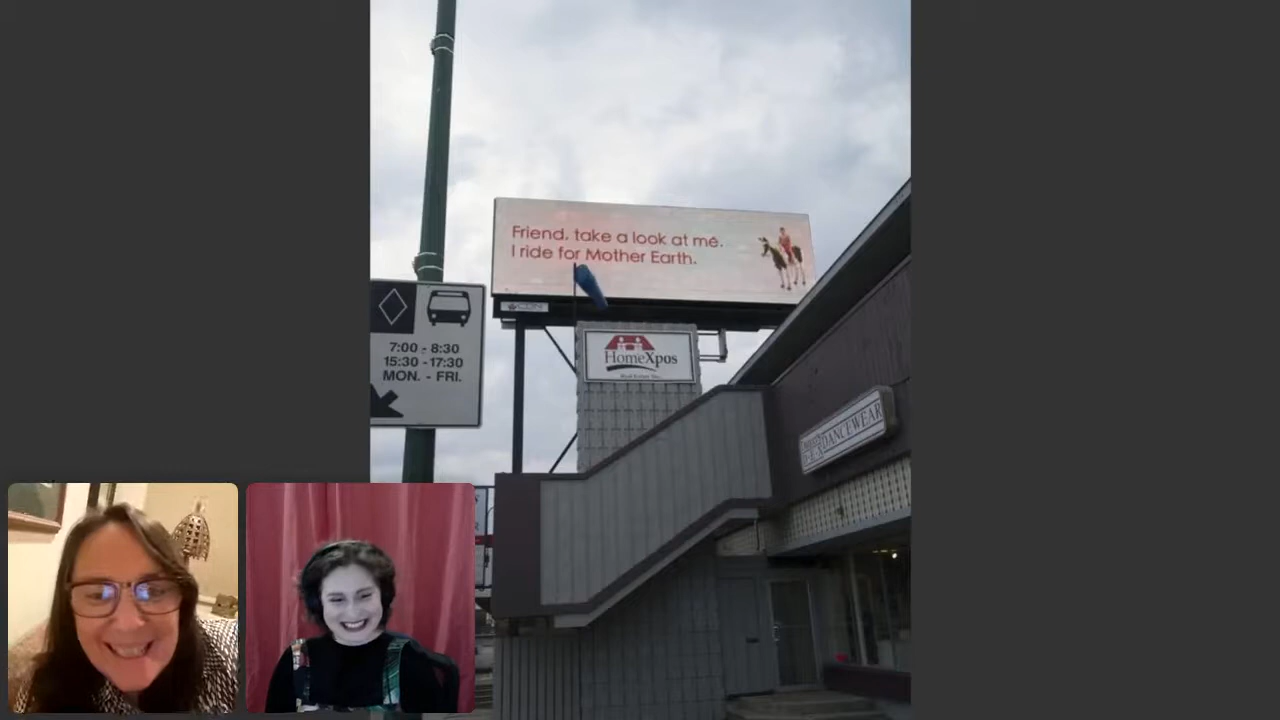 Friend, take a look at me.
I ride for Mother Earth.
7:00 - 8:30
15:30 - 17:30
MON. - FRI.
HomeXpos
DANCEWEAR